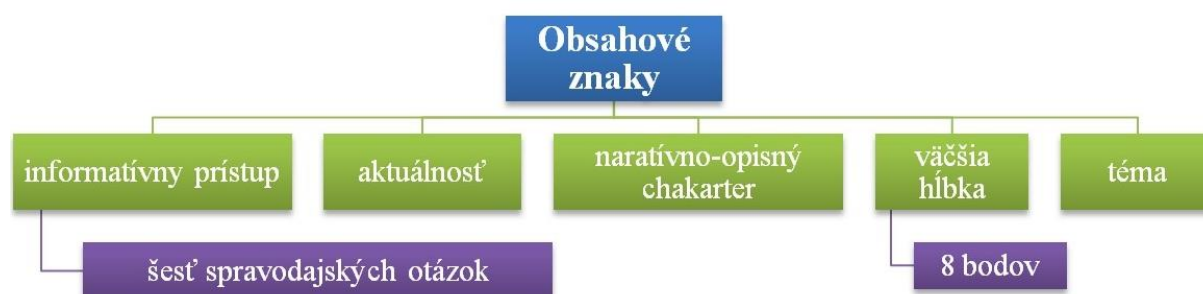 Obsahové
znaky
informatívny prístup
aktuálnosť
naratívno-opisný
chakarter
väčšia
hĺbka
téma
šesť spravodajských otázok
8 bodov